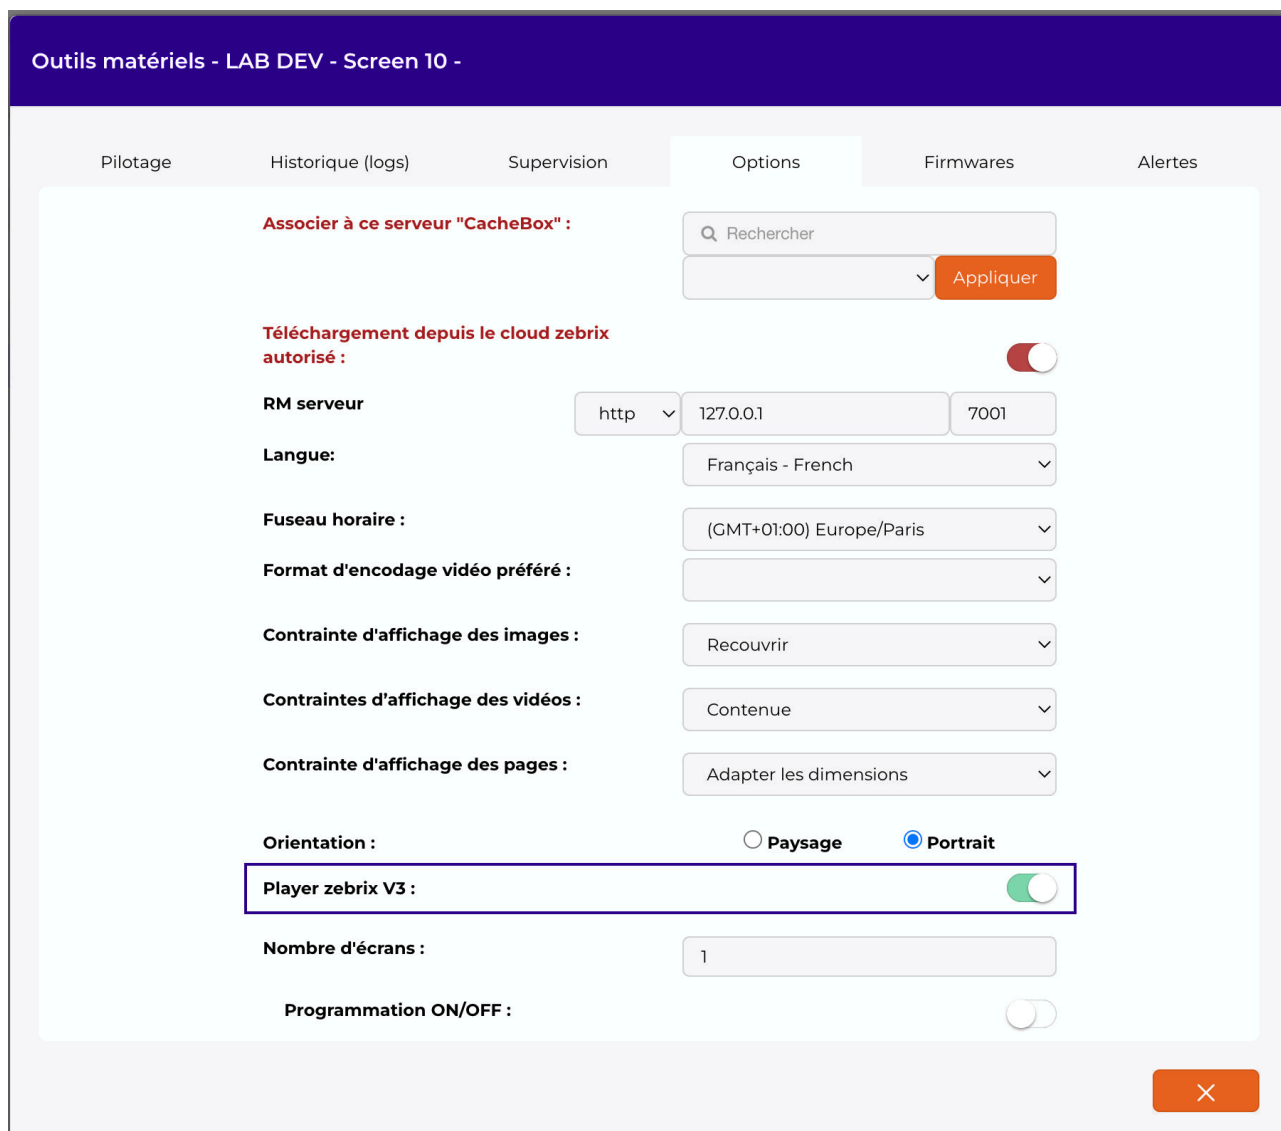 Outils matériels - LAB DEV - Screen 10 -
Pilotage Historique (logs) Supervision Options Firmwares Alertes
Associer à ce serveur "CacheBox" :
Rechercher
Appliquer
Téléchargement depuis le cloud zebrix
autorisé :
RM serveur http 127.0.0.1 7001
Langue: Français - French
Fuseau horaire : (GMT+01:00) Europe/Paris
Format d'encodage vidéo préféré :
Contrainte d'affichage des images : Recouvrir
Contraintes d’affichage des vidéos : Contenue
Contrainte d'affichage des pages : Adapter les dimensions
Orientation : Paysage Portrait
Player zebrix V3 :
Nombre d'écrans : 1
Programmation ON/OFF :